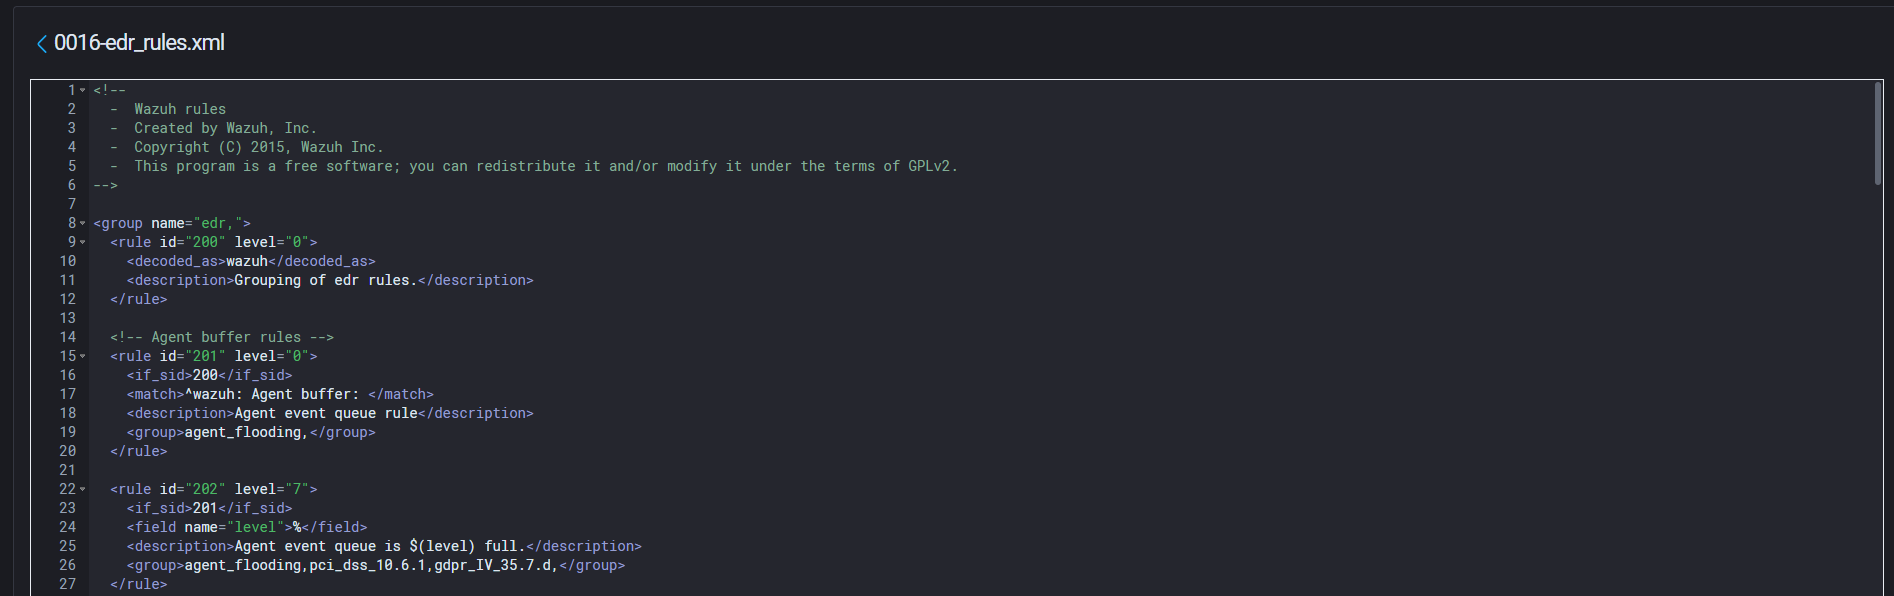 0016-edr_rules.xml
1 <!--
2   -  Wazuh rules
3   -  Created by Wazuh, Inc.
4   -  Copyright (C) 2015, Wazuh Inc.
5   -  This program is a free software; you can redistribute it and/or modify it under the terms of GPLv2.
6 -->
7
8 <group name="edr,">
9   <rule id="200" level="0">
10     <decoded_as>wazuh</decoded_as>
11     <description>Grouping of edr rules.</description>
12   </rule>
13
14   <!-- Agent buffer rules -->
15   <rule id="201" level="0">
16     <if_sid>200</if_sid>
17     <match>^wazuh: Agent buffer: </match>
18     <description>Agent event queue rule</description>
19     <group>agent_flooding,</group>
20   </rule>
21
22   <rule id="202" level="7">
23     <if_sid>201</if_sid>
24     <field name="level">%</field>
25     <description>Agent event queue is $(level) full.</description>
26     <group>agent_flooding,pci_dss_10.6.1,gdpr_IV_35.7.d,</group>
27   </rule>